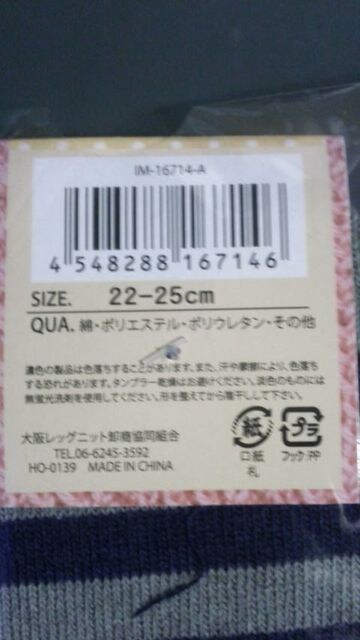 IM-16714-A
4 548288 167146
SIZE. 22-25cm
QUA. 綿・ポリエステル・ポリウレタン・その他
濃色の製品は色落ちすることがあります。また、汗や摩擦により、色落ち
する恐れがあります。タンブラー乾燥はお避けください。淡色のものには
無蛍光洗剤を使用してください。形を整えてから陰干しして下さい。
大阪レッグニット卸商協同組合
TEL.06-6245-3592
HO-0139 MADE IN CHINA
紙
口紙
札
プラ
フック:PP